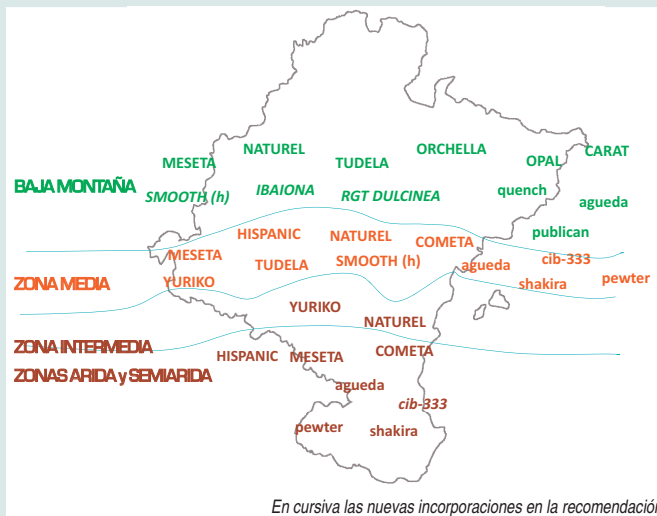 MESETA NATUREL TUDELA ORCHELLA OPAL CARAT
BAJA MONTAÑA
SMOOTH (h) IBAIONA RGT DULCINEA quench agueda
publican
HISPANIC NATUREL COMETA
MESETA TUDELA SMOOTH (h) agueda cib-333
ZONA MEDIA YURIKO shakira pewter
YURIKO NATUREL
ZONA INTERMEDIA
HISPANIC MESETA COMETA
ZONAS ARIDA y SEMIARIDA
agueda
cib-333
pewter shakira
En cursiva las nuevas incorporaciones en la recomendación